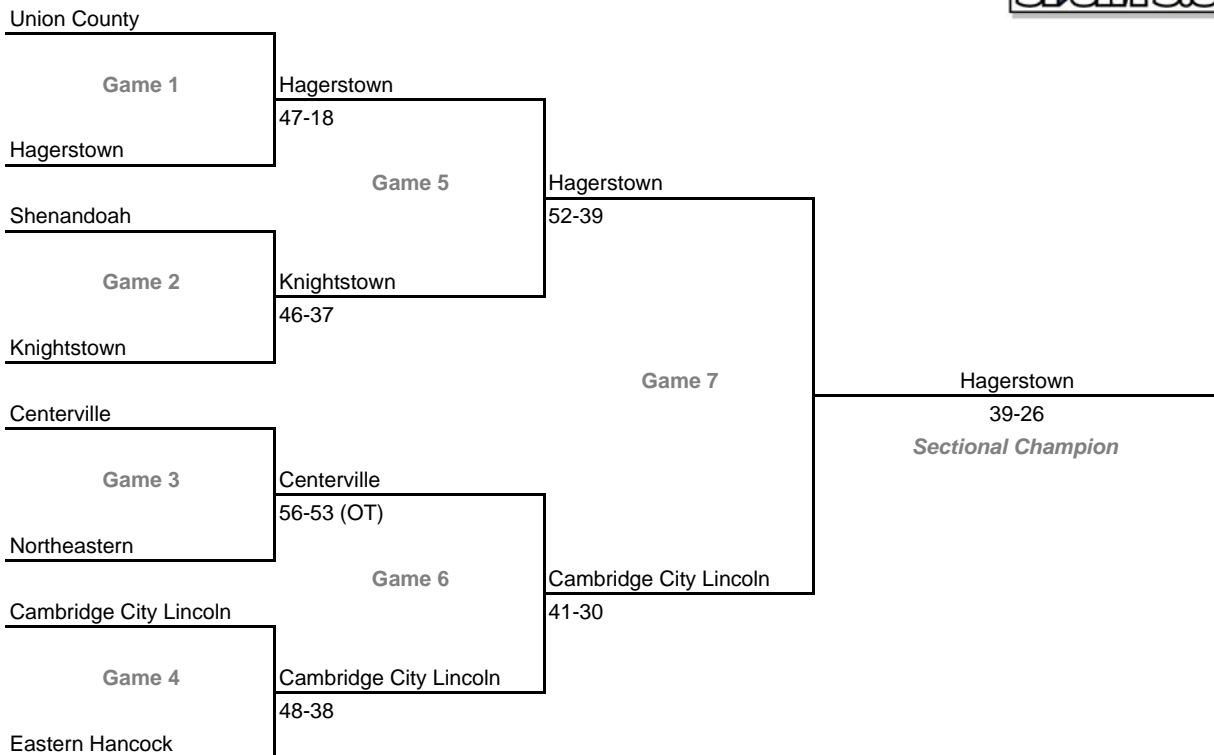 Union County
Game 1
Hagerstown
47-18
Hagerstown
Game 5
Hagerstown
Shenandoah
52-39
Game 2
Knightstown
46-37
Knightstown
Game 7
Hagerstown
Centerville
39-26
Sectional Champion
Game 3
Centerville
56-53 (OT)
Northeastern
Game 6
Cambridge City Lincoln
Cambridge City Lincoln
41-30
Game 4
Cambridge City Lincoln
48-38
Eastern Hancock